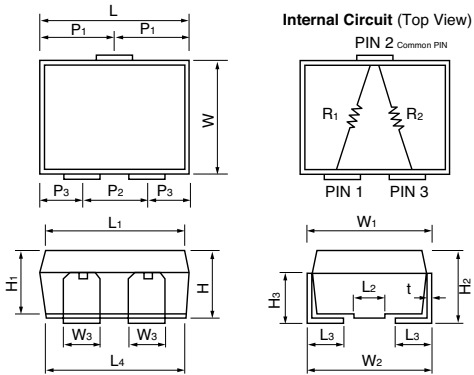 L
P1 P1
W
P3 P2 P3
Internal Circuit (Top View)
PIN 2 Common PIN
R1 R2
PIN 1 PIN 3
L1
H1 H
W3 W3
L4
W1
H3 L2 t H2
L3 L3
W2